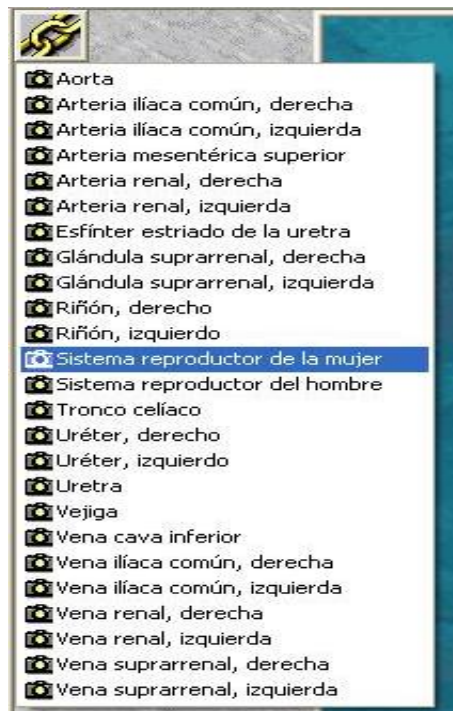 Aorta
Arteria ilíaca común, derecha
Arteria ilíaca común, izquierda
Arteria mesentérica superior
Arteria renal, derecha
Arteria renal, izquierda
Esfínter estriado de la uretra
Glándula suprarrenal, derecha
Glándula suprarrenal, izquierda
Riñón, derecho
Riñón, izquierdo
Sistema reproductor de la mujer
Sistema reproductor del hombre
Tronco celíaco
Uréter, derecho
Uréter, izquierdo
Uretra
Vejiga
Vena cava inferior
Vena ilíaca común, derecha
Vena ilíaca común, izquierda
Vena renal, derecha
Vena renal, izquierda
Vena suprarrenal, derecha
Vena suprarrenal, izquierda